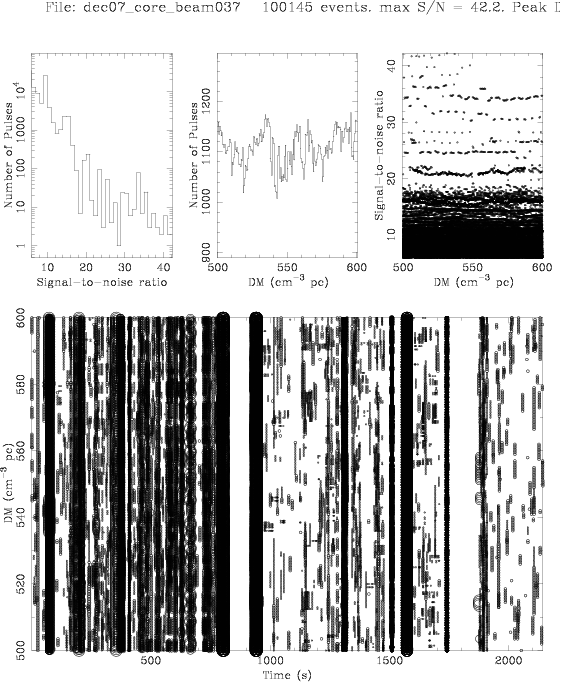 File: dec07_core_beam037 100145 events. max S/N = 42.2. Peak D
Number of Pulses
1 10 100 1000 10^4
10 20 30 40
Signal-to-noise ratio
Number of Pulses
900 1000 1100 1200
500 550 600
DM (cm⁻³ pc)
Signal-to-noise ratio
10 20 30 40
500 550 600
DM (cm⁻³ pc)
DM (cm⁻³ pc)
500 520 540 560 580 600
500 1000 1500 2000
Time (s)